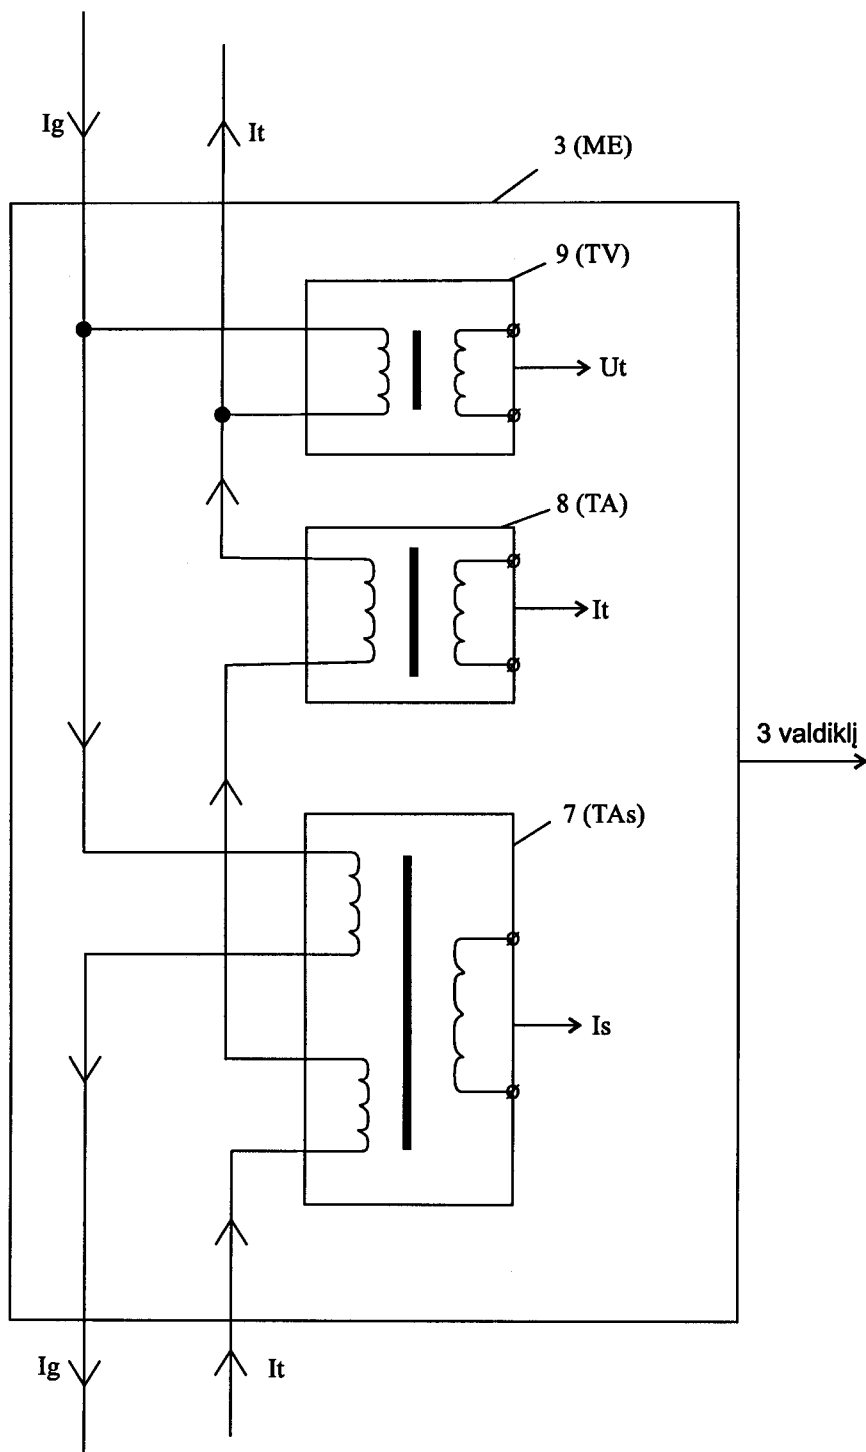 Ig
It
3 (ME)
9 (TV)
Ut
8 (TA)
It
3 valdiklį
7 (TAs)
Is
Ig
It